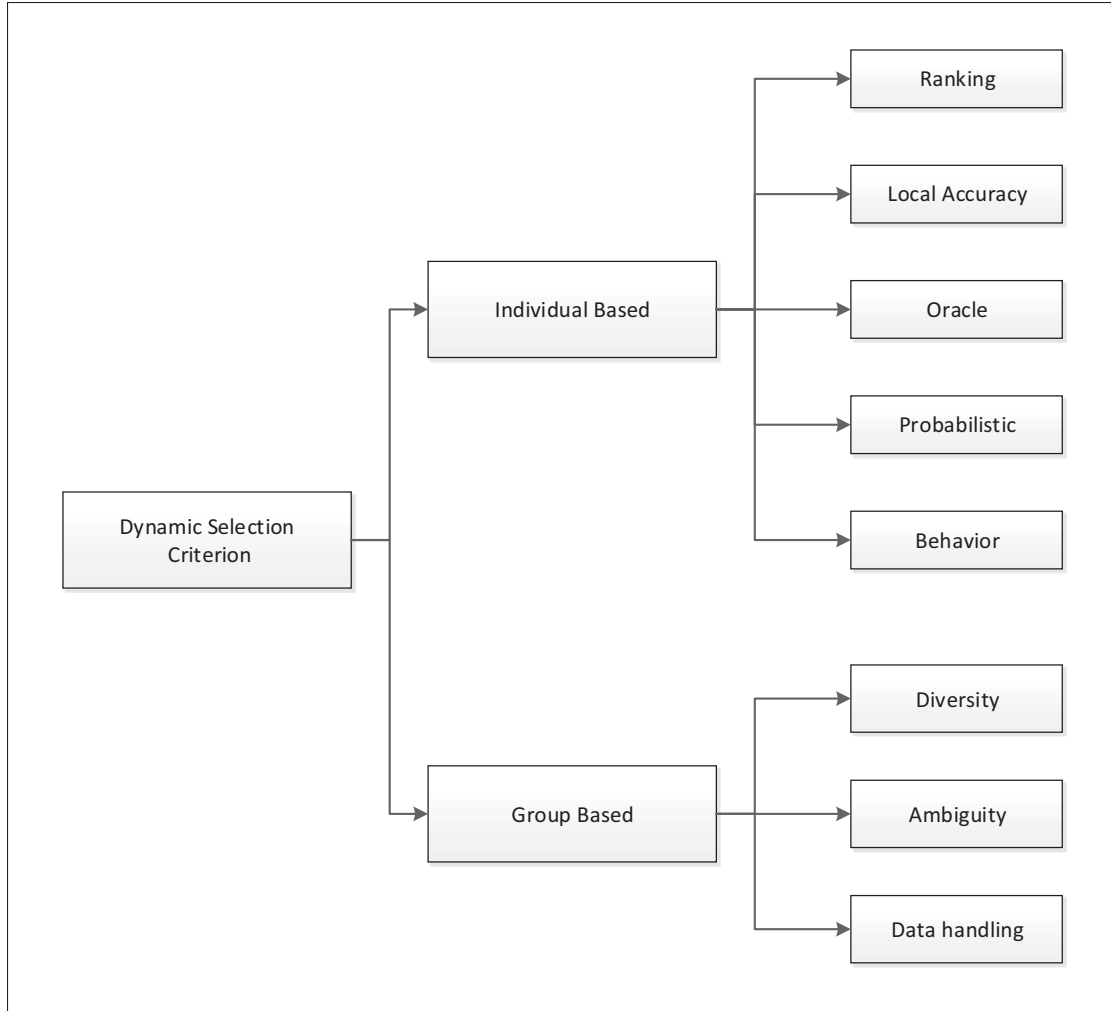 Dynamic Selection
Criterion
Individual Based
Group Based
Ranking
Local Accuracy
Oracle
Probabilistic
Behavior
Diversity
Ambiguity
Data handling